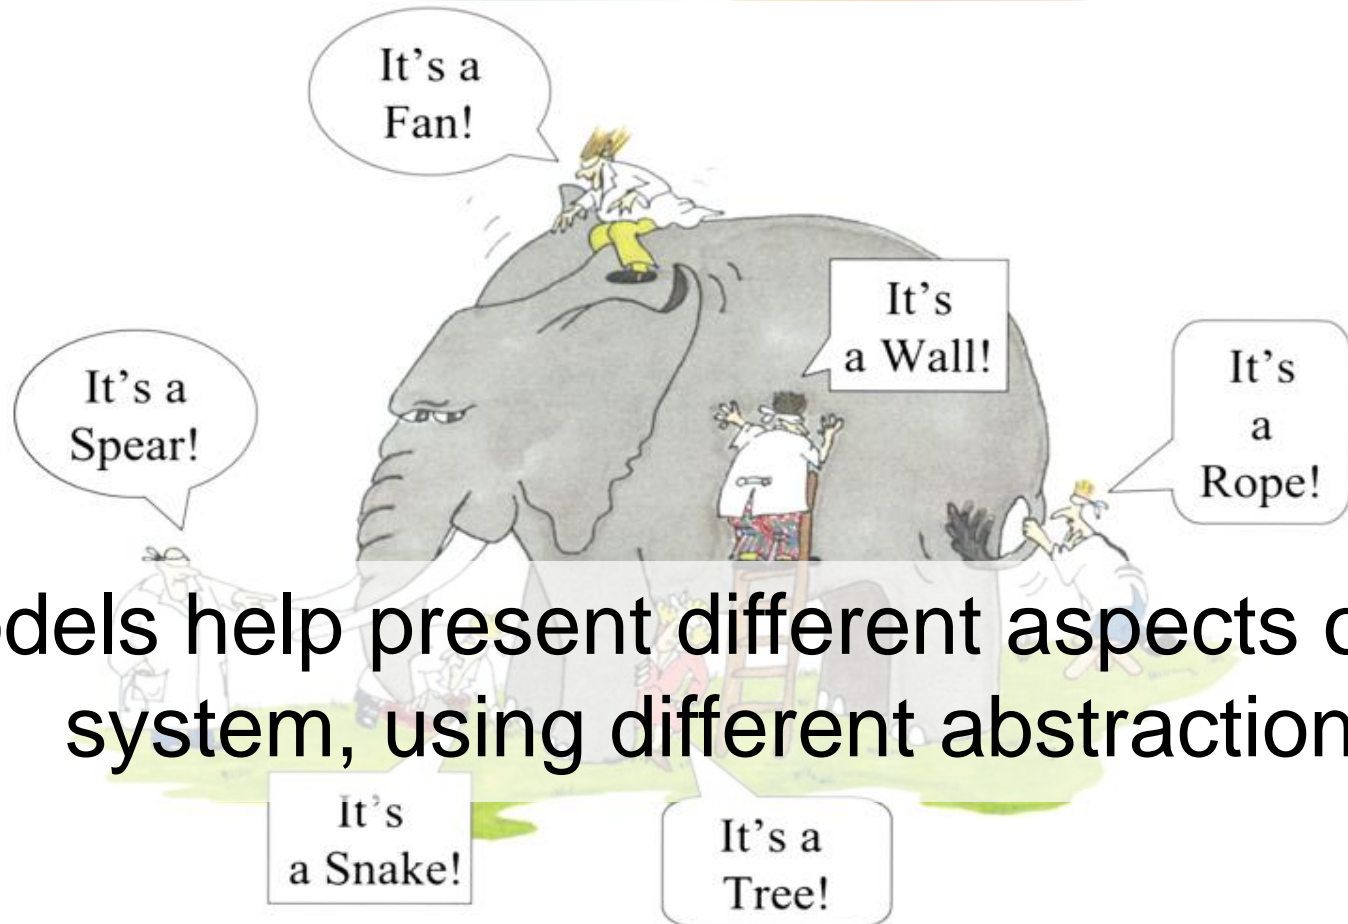 It's a
Fan!
It's
a Wall!
It's a
Spear!
It's
a
Rope!
odels help present different aspects
system, using different abstraction
It's
a Snake!
It's a
Tree!